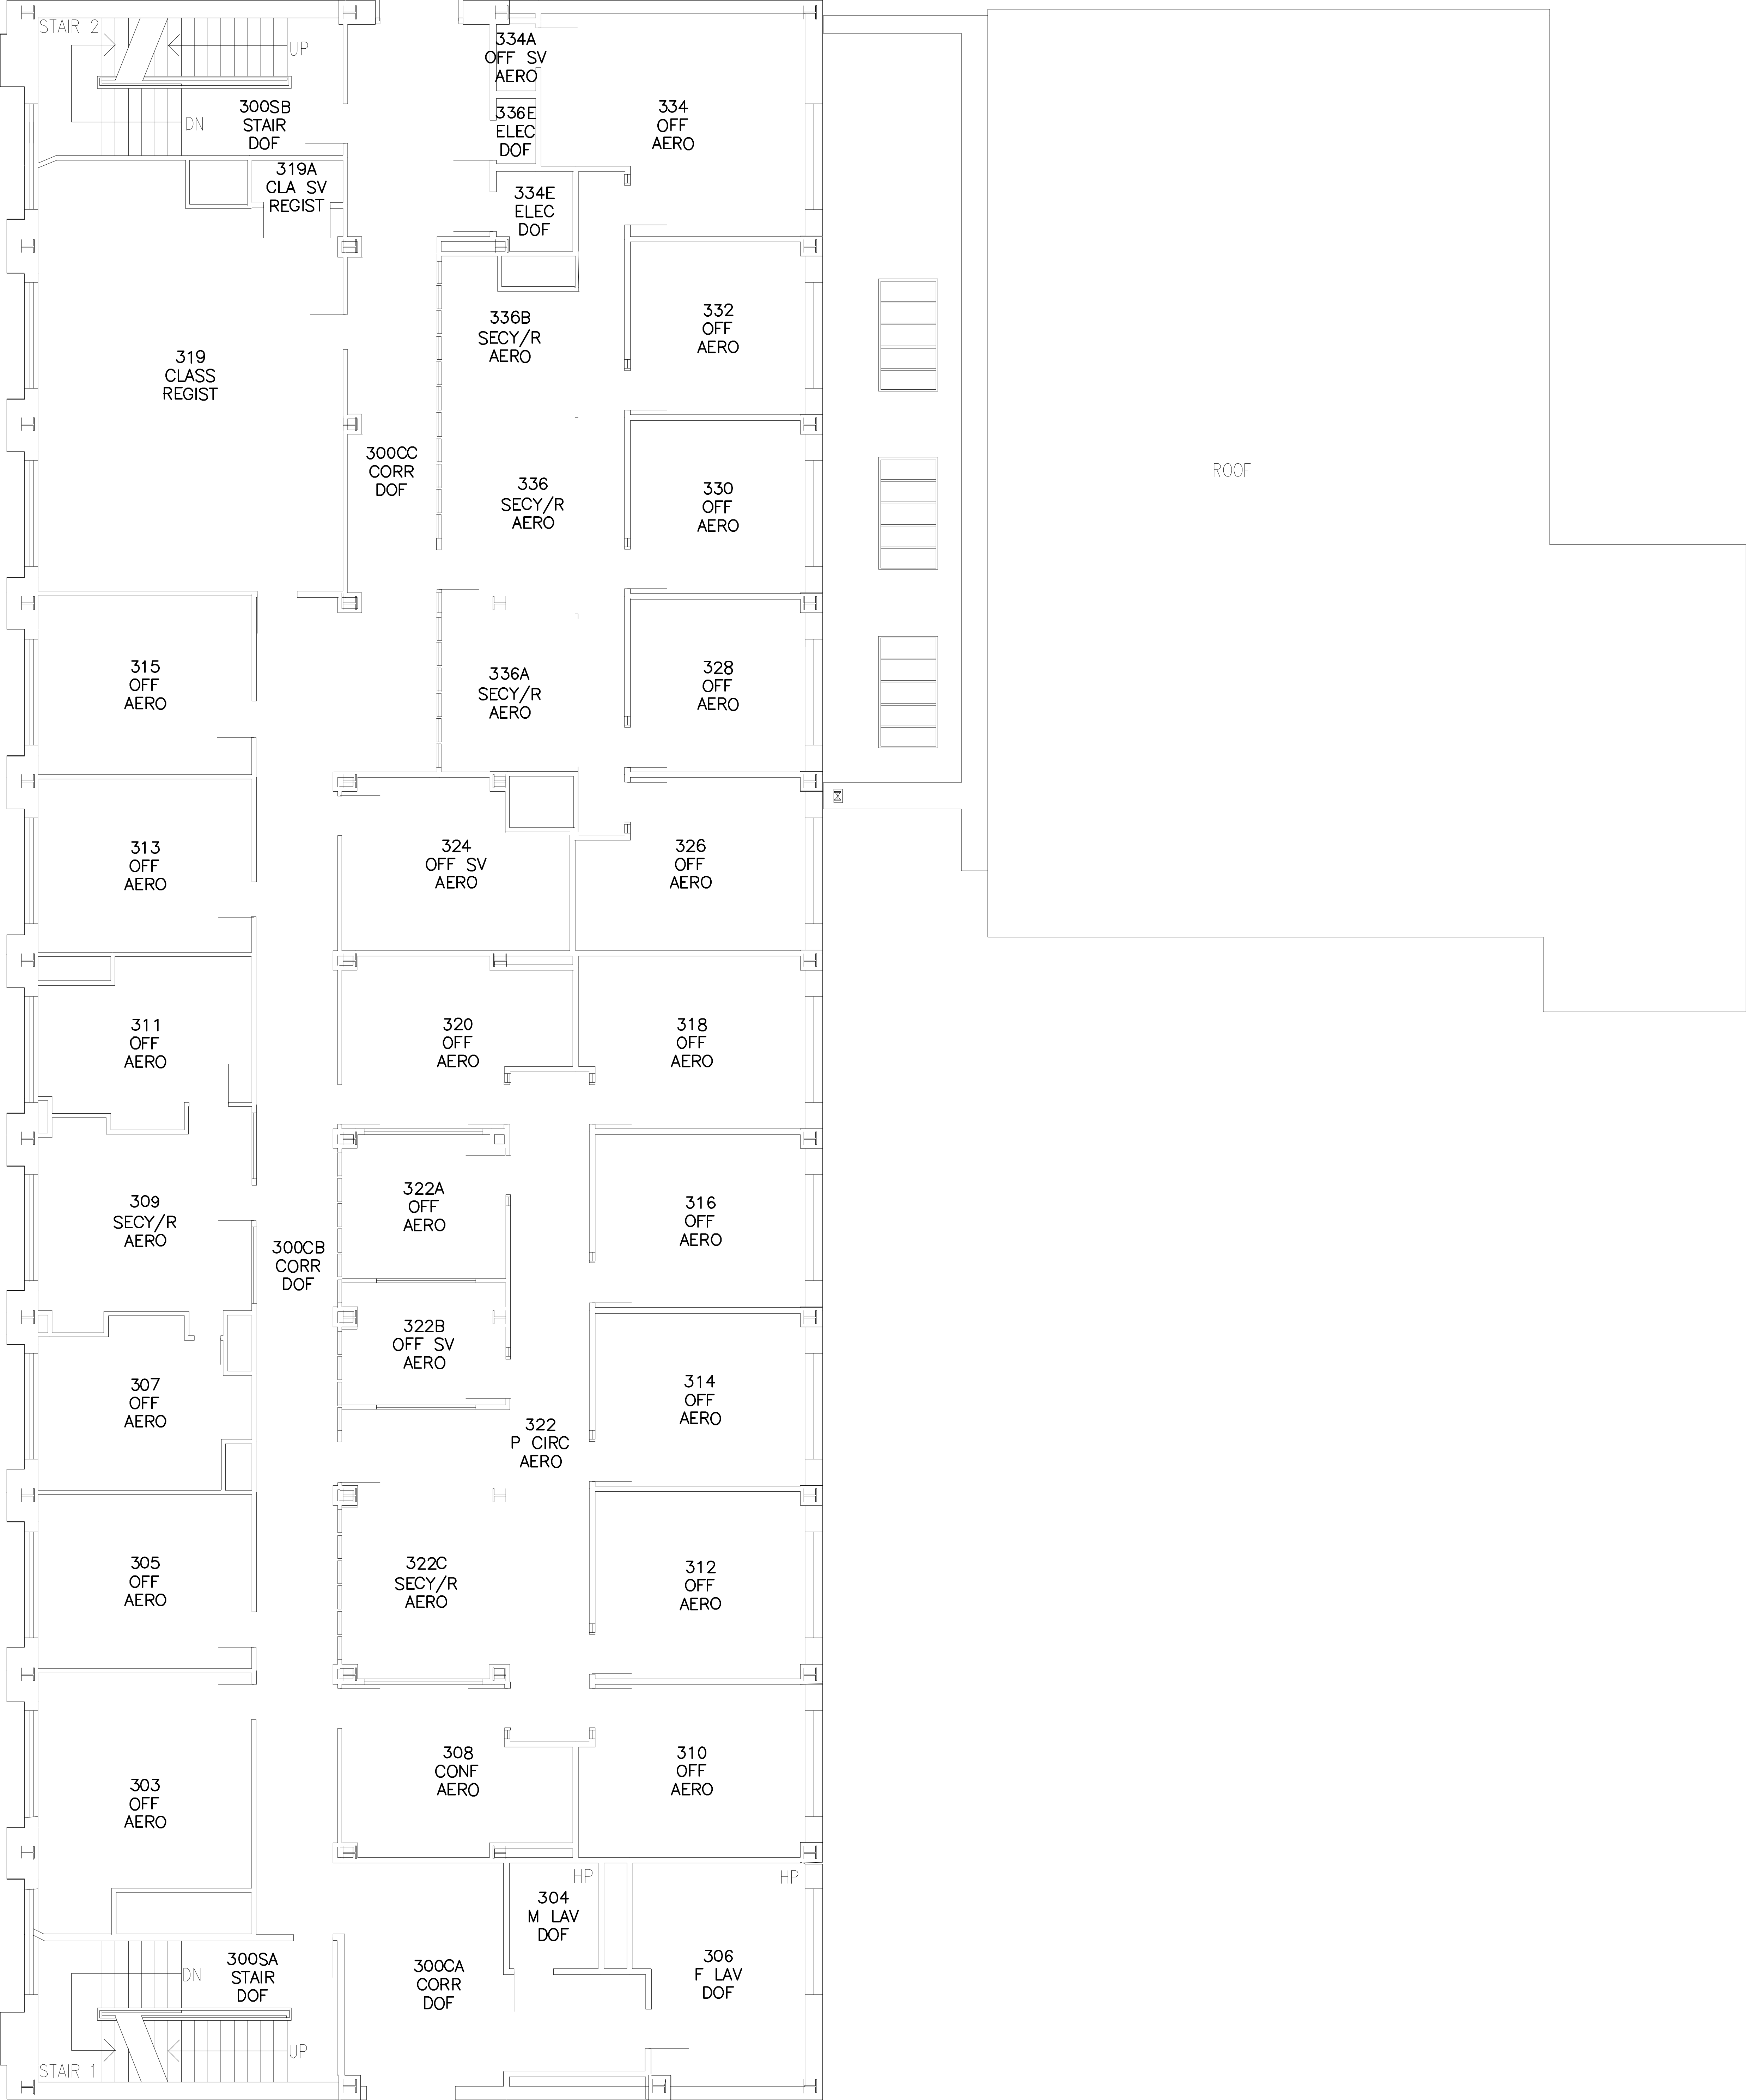 STAIR 2
UP
DN
300SB
STAIR
DOF
334A
OFF SV
AERO
336E
ELEC
DOF
334
OFF
AERO
319A
CLA SV
REGIST
334E
ELEC
DOF
336B
SECY/R
AERO
332
OFF
AERO
319
CLASS
REGIST
300CC
CORR
DOF
336
SECY/R
AERO
330
OFF
AERO
ROOF
315
OFF
AERO
336A
SECY/R
AERO
328
OFF
AERO
313
OFF
AERO
324
OFF SV
AERO
326
OFF
AERO
311
OFF
AERO
320
OFF
AERO
318
OFF
AERO
309
SECY/R
AERO
300CB
CORR
DOF
322A
OFF
AERO
316
OFF
AERO
322B
OFF SV
AERO
307
OFF
AERO
322
P CIRC
AERO
314
OFF
AERO
305
OFF
AERO
322C
SECY/R
AERO
312
OFF
AERO
303
OFF
AERO
308
CONF
AERO
310
OFF
AERO
HP
HP
304
M LAV
DOF
300SA
STAIR
DOF
DN
300CA
CORR
DOF
306
F LAV
DOF
UP
STAIR 1